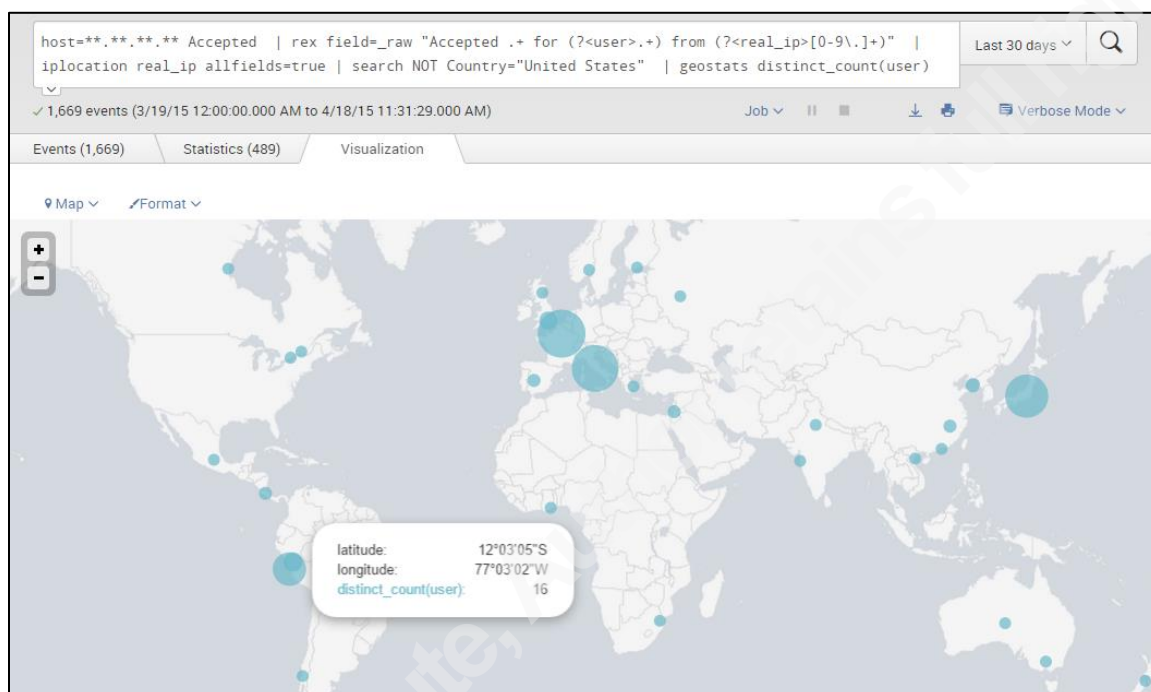 host=**.**.**.** Accepted | rex field=_raw "Accepted .+ for (?<user>.+) from (?<real_ip>[0-9\.]+)" |
iplocation real_ip allfields=true | search NOT Country="United States" | geostats distinct_count(user)
Last 30 days
✓ 1,669 events (3/19/15 12:00:00.000 AM to 4/18/15 11:31:29.000 AM)
Job
Verbose Mode
Events (1,669)
Statistics (489)
Visualization
Map
Format
+
-
latitude: 12°03'05"S
longitude: 77°03'02"W
distinct_count(user): 16